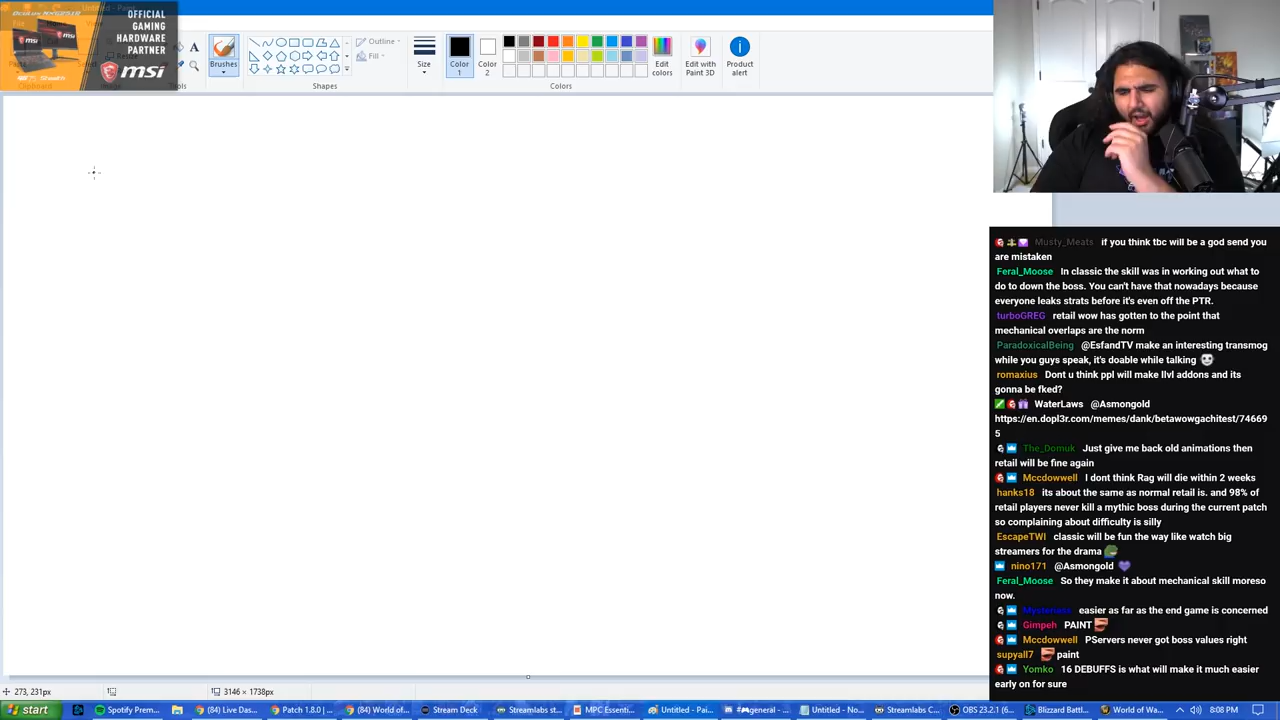 Untitled - Paint
OFFICIAL
GAMING
HARDWARE
PARTNER
msi
Clipboard
Image
Tools
Brushes
Shapes
Outline
Fill
Size
Color
1
Color
2
Colors
Edit
colors
Edit with
Paint 3D
Product
alert
Musty_Meats if you think tbc will be a god send you
are mistaken
Feral_Moose In classic the skill was in working out what to
do to down the boss. You can't have that nowadays because
everyone leaks strats before it's even off the PTR.
turboGREG retail wow has gotten to the point that
mechanical overlaps are the norm
ParadoxicalBeing @EsfandTV make an interesting transmog
while you guys speak, it's doable while talking
romaxius Dont u think ppl will make llvl addons and its
gonna be fked?
WaterLaws @Asmongold
https://en.dopl3r.com/memes/dank/betawowgachitest/74669
5
The_Domuk Just give me back old animations then
retail will be fine again
Mccdowwell I dont think Rag will die within 2 weeks
hanks18 its about the same as normal retail is. and 98% of
retail players never kill a mythic boss during the current patch
so complaining about difficulty is silly
EscapeTWI classic will be fun the way like watch big
streamers for the drama
nino171 @Asmongold
Feral_Moose So they make it about mechanical skill moreso
now.
easier as far as the end game is concerned
Gimpeh PAINT
Mccdowwell PServers never got boss values right
supyall7 paint
Yomko 16 DEBUFFS is what will make it much easier
early on for sure
273, 231px
3146 × 1738px
start
Spotify Prem...
(84) Live Das...
Patch 1.8.0 | ...
(84) World of...
Stream Deck
Streamlabs st...
MPC Essenti...
Untitled - Pai...
#general - ...
Untitled - No...
Streamlabs C...
OBS 23.2.1 (6...
Blizzard Battl...
World of Wa...
8:08 PM